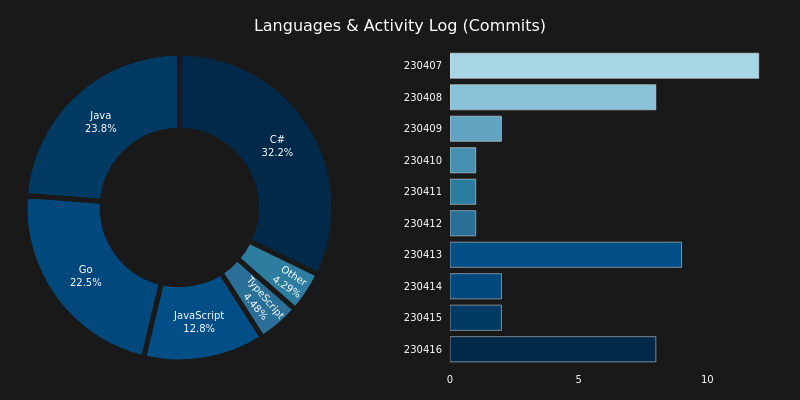 Languages & Activity Log (Commits)
Java
23.8%
C#
32.2%
Go
22.5%
JavaScript
12.8%
TypeScript
4.48%
Other
4.29%
230407
230408
230409
230410
230411
230412
230413
230414
230415
230416
0 5 10